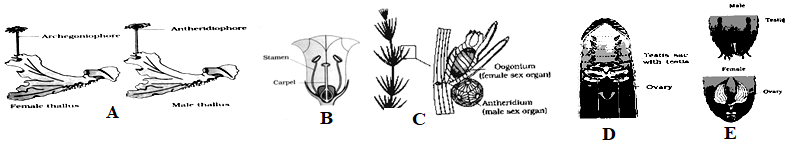 Archegoniophore
Antheridiophore
Female thallus
Male thallus
A
Stamen
Carpel
B
C
Oogonium
(female sex organ)
Antheridium
(male sex organ)
Testis sac
with testis
Ovary
D
Male
Testis
Female
Ovary
E